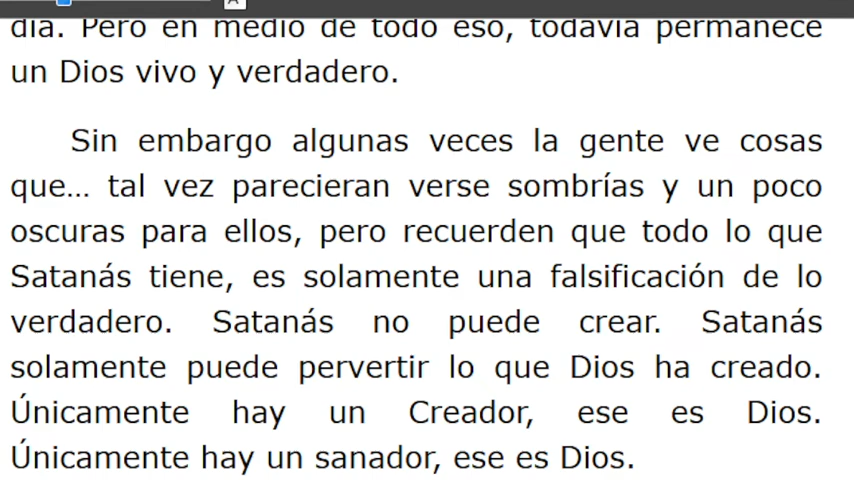 día. Pero en medio de todo eso, todavía permanece
un Dios vivo y verdadero.
Sin embargo algunas veces la gente ve cosas
que... tal vez parecieran verse sombrías y un poco
oscuras para ellos, pero recuerden que todo lo que
Satanás tiene, es solamente una falsificación de lo
verdadero. Satanás no puede crear. Satanás
solamente puede pervertir lo que Dios ha creado.
Únicamente hay un Creador, ese es Dios.
Únicamente hay un sanador, ese es Dios.